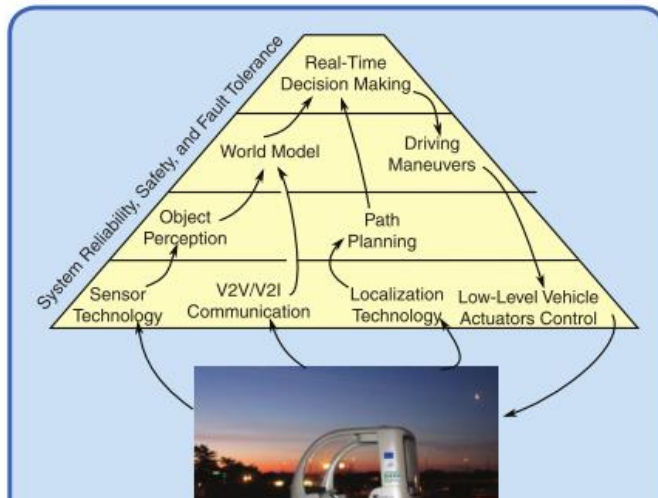 System Reliability, Safety, and Fault Tolerance
Real-Time
Decision Making
World Model
Driving
Maneuvers
Object
Perception
Path
Planning
Sensor
Technology
V2V/V2I
Communication
Localization
Technology
Low-Level Vehicle
Actuators Control